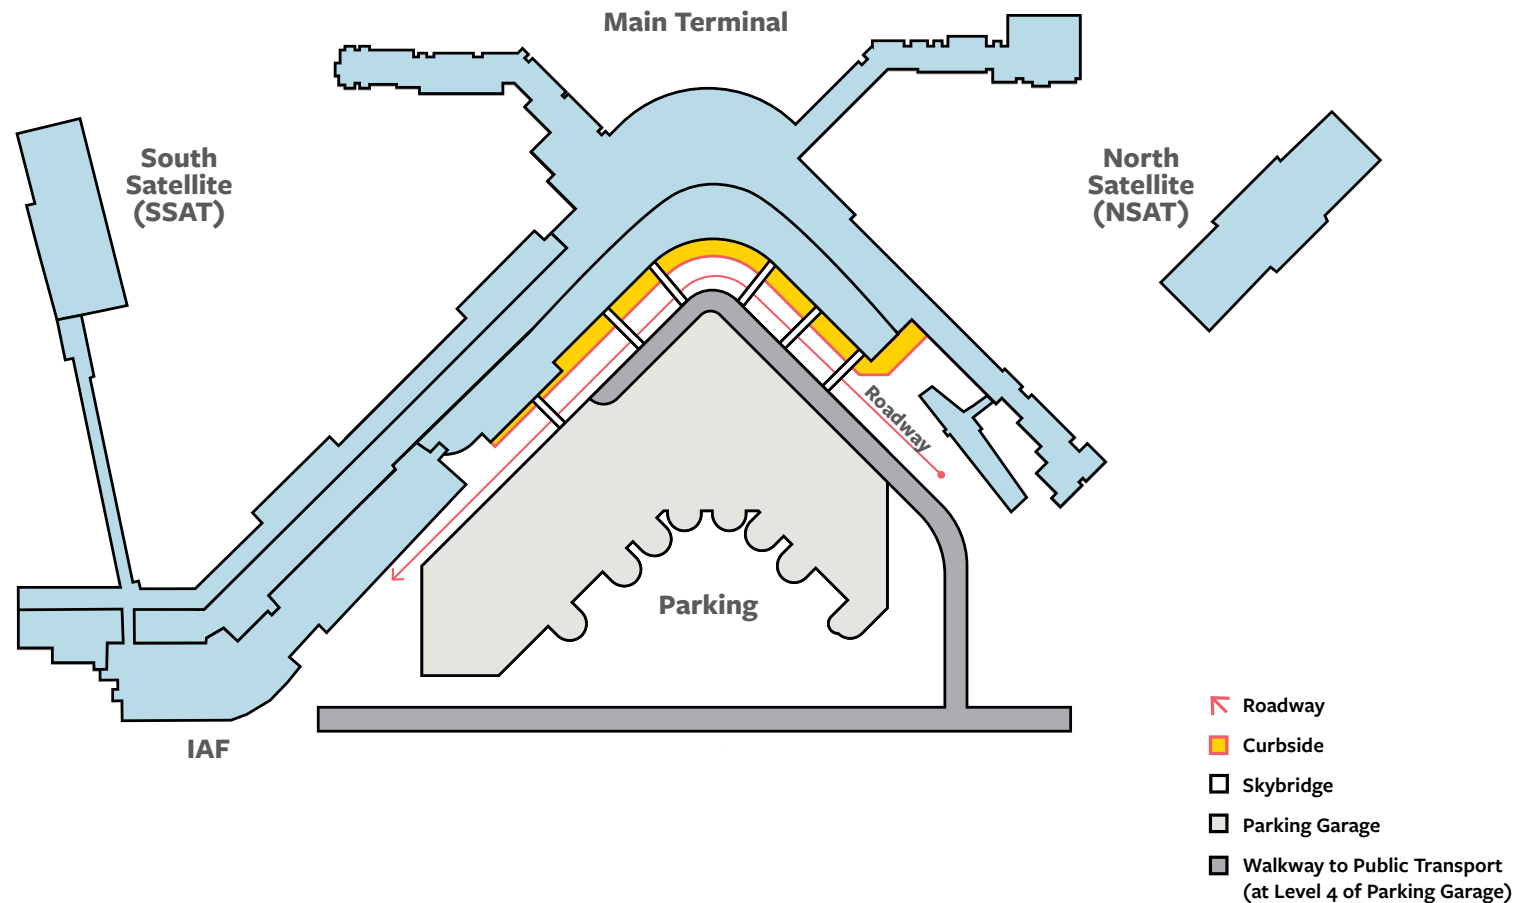 Main Terminal
South
Satellite
(SSAT)
North
Satellite
(NSAT)
Roadway
Parking
IAF
Roadway
Curbside
Skybridge
Parking Garage
Walkway to Public Transport
(at Level 4 of Parking Garage)